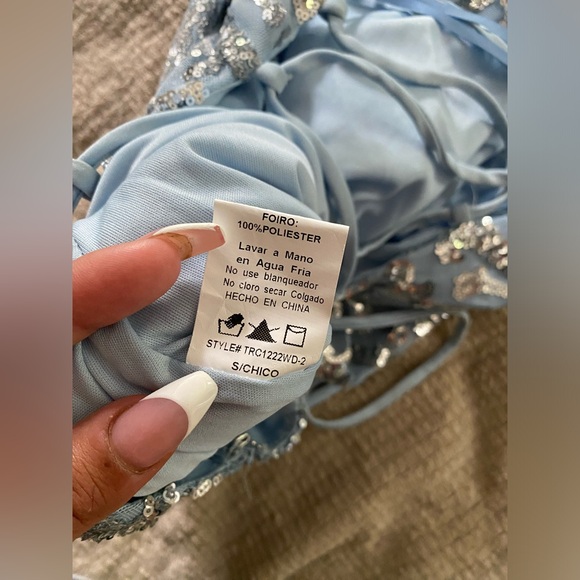 FOIRO:
100%POLIESTER
Lavar a Mano
en Agua Fria
No use blanqueador
No cloro secar Colgado
HECHO EN CHINA
STYLE# TRC1222WD-2
S/CHICO